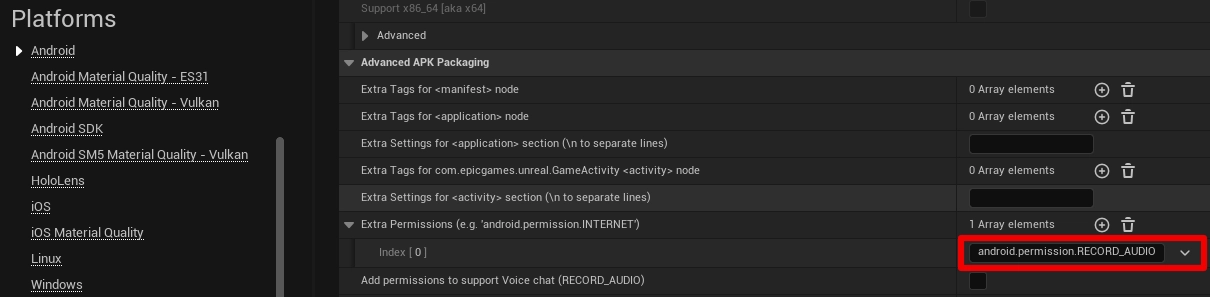 Platforms
Android
Android Material Quality - ES31
Android Material Quality - Vulkan
Android SDK
Android SM5 Material Quality - Vulkan
HoloLens
iOS
iOS Material Quality
Linux
Windows
Support x86_64 [aka x64]
Advanced
Advanced APK Packaging
Extra Tags for <manifest> node 0 Array elements
Extra Tags for <application> node 0 Array elements
Extra Settings for <application> section (\n to separate lines)
Extra Tags for com.epicgames.unreal.GameActivity <activity> node 0 Array elements
Extra Settings for <activity> section (\n to separate lines)
Extra Permissions (e.g. 'android.permission.INTERNET') 1 Array elements
Index [ 0 ] android.permission.RECORD_AUDIO
Add permissions to support Voice chat (RECORD_AUDIO)